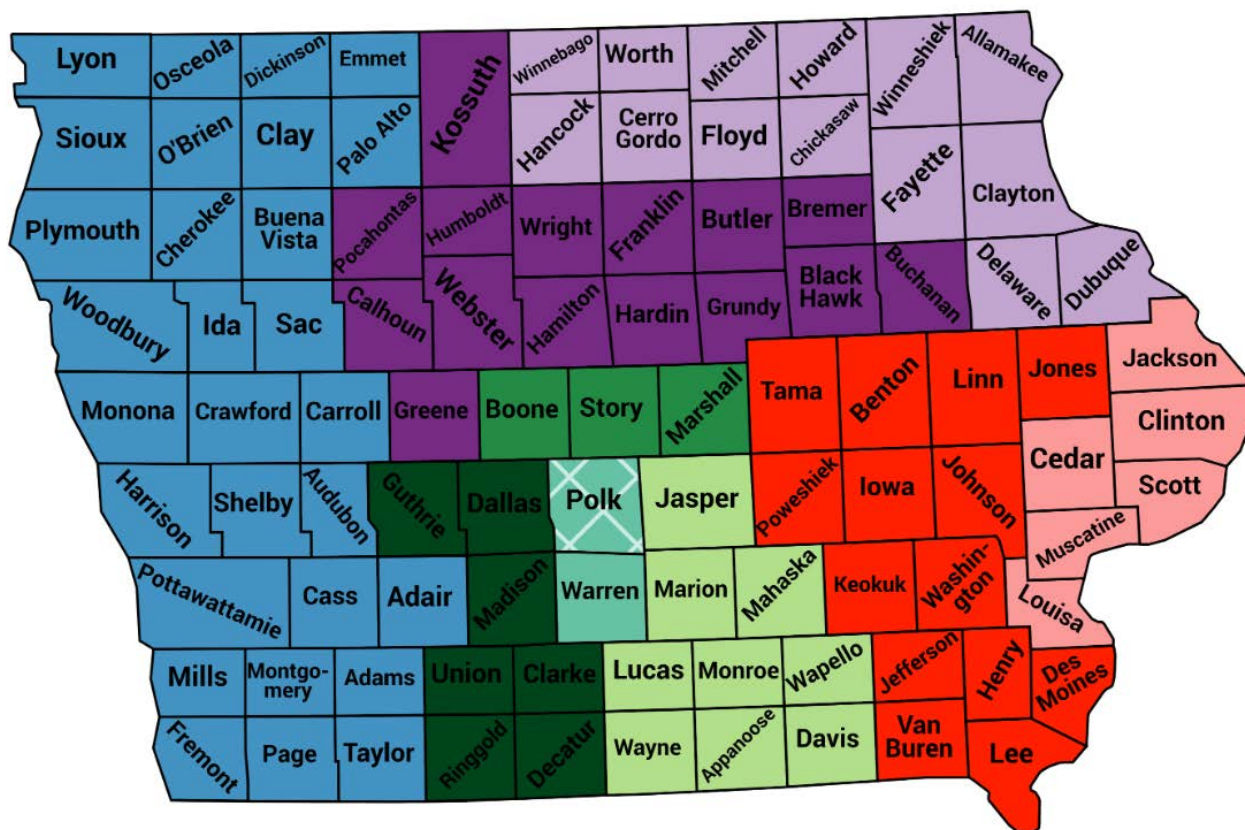 Lyon
Osceola
Dickinson
Emmet
Kossuth
Winnebago
Worth
Mitchell
Howard
Winneshiek
Allamakee
Sioux
O'Brien
Clay
Palo Alto
Hancock
Cerro
Gordo
Floyd
Chickasaw
Fayette
Clayton
Plymouth
Cherokee
Buena
Vista
Pocahontas
Humboldt
Wright
Franklin
Butler
Bremer
Woodbury
Ida
Sac
Calhoun
Webster
Hamilton
Hardin
Grundy
Black
Hawk
Buchanan
Delaware
Dubuque
Monona
Crawford
Carroll
Greene
Boone
Story
Marshall
Tama
Benton
Linn
Jones
Jackson
Clinton
Cedar
Scott
Harrison
Shelby
Audubon
Guthrie
Dallas
Polk
Jasper
Poweshiek
Iowa
Johnson
Muscatine
Pottawattamie
Cass
Adair
Madison
Warren
Marion
Mahaska
Keokuk
Washin-
gton
Louisa
Mills
Montgo-
mery
Adams
Union
Clarke
Lucas
Monroe
Wapello
Jefferson
Henry
Des
Moines
Fremont
Page
Taylor
Ringgold
Decatur
Wayne
Appanoose
Davis
Van
Buren
Lee